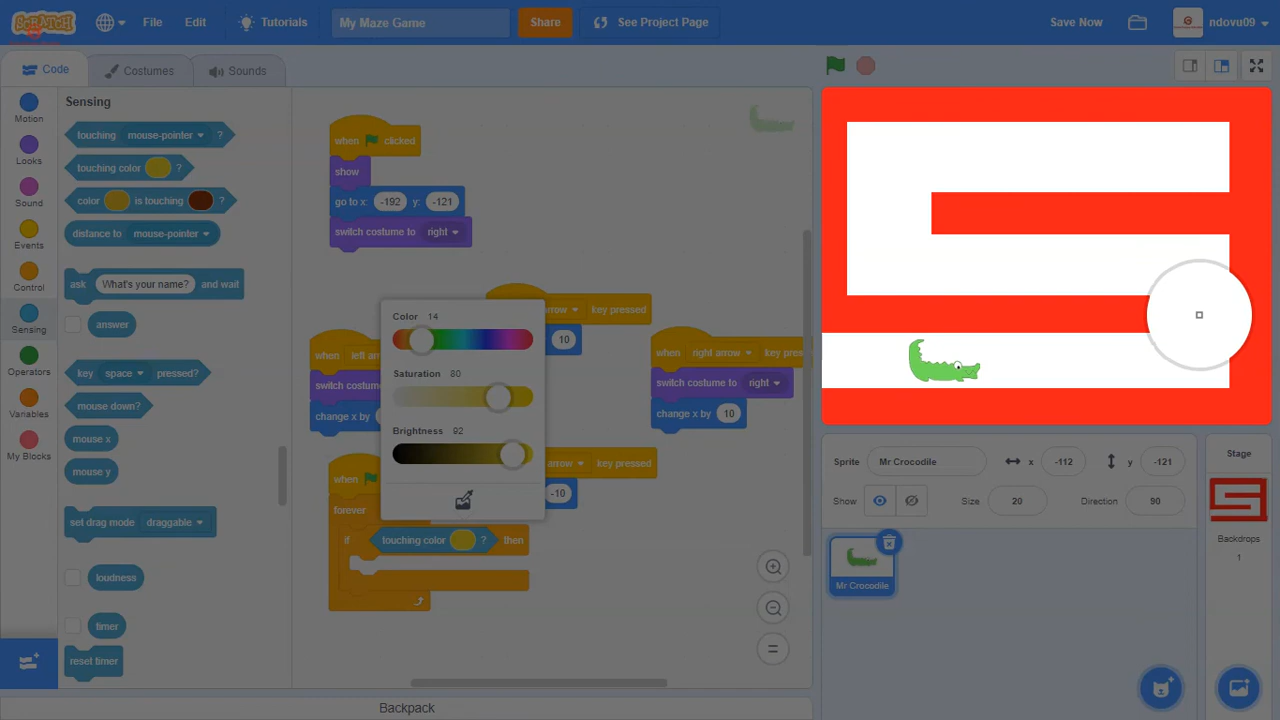 SCRATCH File Edit Tutorials My Maze Game Share See Project Page Save Now ndovu09
Code Costumes Sounds
Motion
Looks
Sound
Events
Control
Sensing
Operators
Variables
My Blocks
Sensing
touching mouse-pointer ?
touching color ?
color is touching ?
distance to mouse-pointer
ask What's your name? and wait
answer
key space pressed?
mouse down?
mouse x
mouse y
set drag mode draggable
loudness
timer
reset timer
when clicked
show
go to x: -192 y: -121
switch costume to right
key pressed
10
when left
switch costume
change x by
when right arrow key pres
switch costume to right
change x by 10
key pressed
-10
when
forever
if touching color ? then
Color 14
Saturation 80
Brightness 92
Backpack
Sprite Mr Crocodile x -112 y -121
Show Size 20 Direction 90
Mr Crocodile
Stage
Backdrops
1